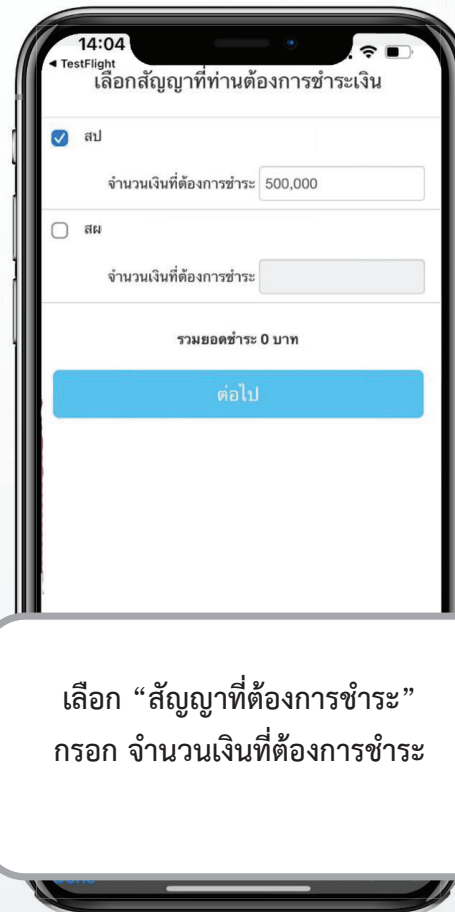 14:04
◀ TestFlight
เลือกสัญญาที่ท่านต้องการชำระเงิน
สป
จำนวนเงินที่ต้องการชำระ 500,000
สผ
จำนวนเงินที่ต้องการชำระ
รวมยอดชำระ 0 บาท
ต่อไป
เลือก “สัญญาที่ต้องการชำระ”
กรอก จำนวนเงินที่ต้องการชำระ